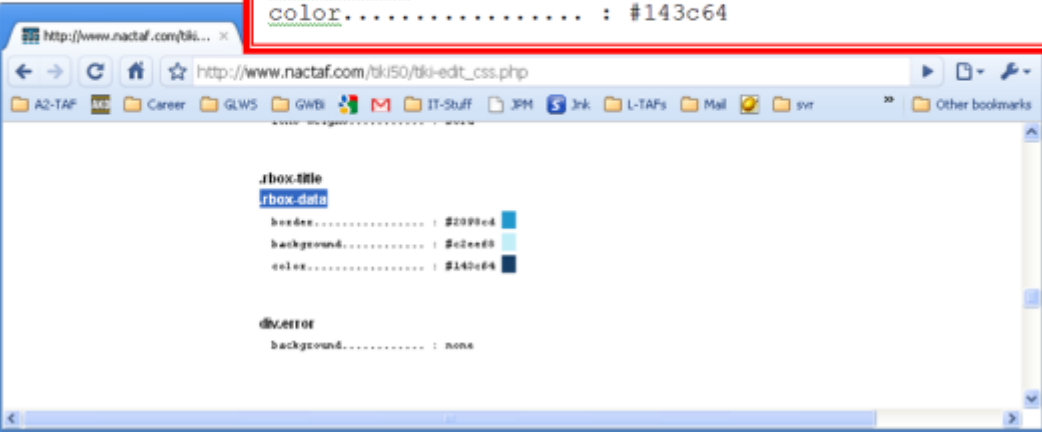 color................. : #143c64
http://www.nactaf.com/tiki...
http://www.nactaf.com/tiki50/tiki-edit_css.php
A2-TAF Career GLWS GWBI IT-Stuff JPM Jnk L-TAFs Mail svr » Other bookmarks
.rbox-title
.rbox-data
border................ : #2098cd
background............ : #c2eef8
color................. : #143c64
div.error
background............ : none